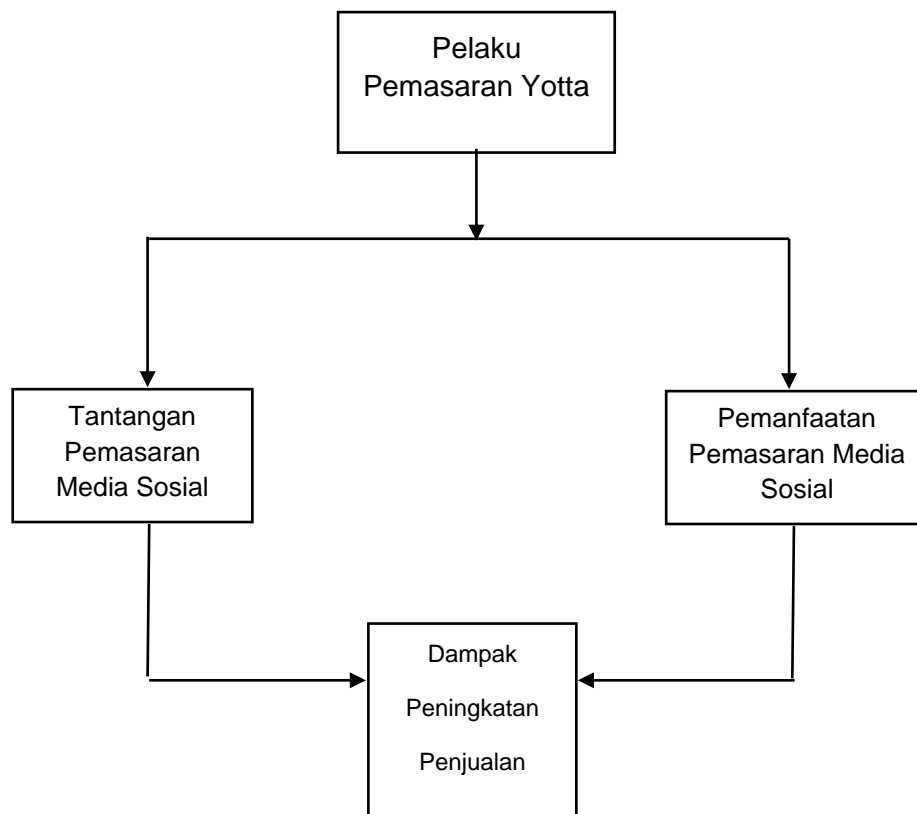 Pelaku
Pemasaran Yotta
Tantangan
Pemasaran
Media Sosial
Pemanfaatan
Pemasaran Media
Sosial
Dampak
Peningkatan
Penjualan